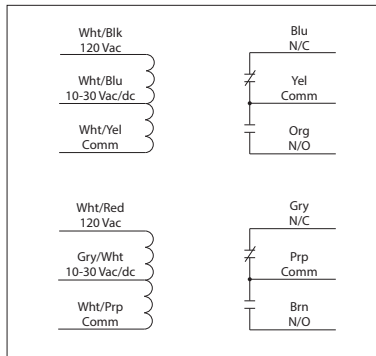 Wht/Blk
120 Vac
Wht/Blu
10-30 Vac/dc
Wht/Yel
Comm
Blu
N/C
Yel
Comm
Org
N/O
Wht/Red
120 Vac
Gry/Wht
10-30 Vac/dc
Wht/Prp
Comm
Gry
N/C
Prp
Comm
Brn
N/O